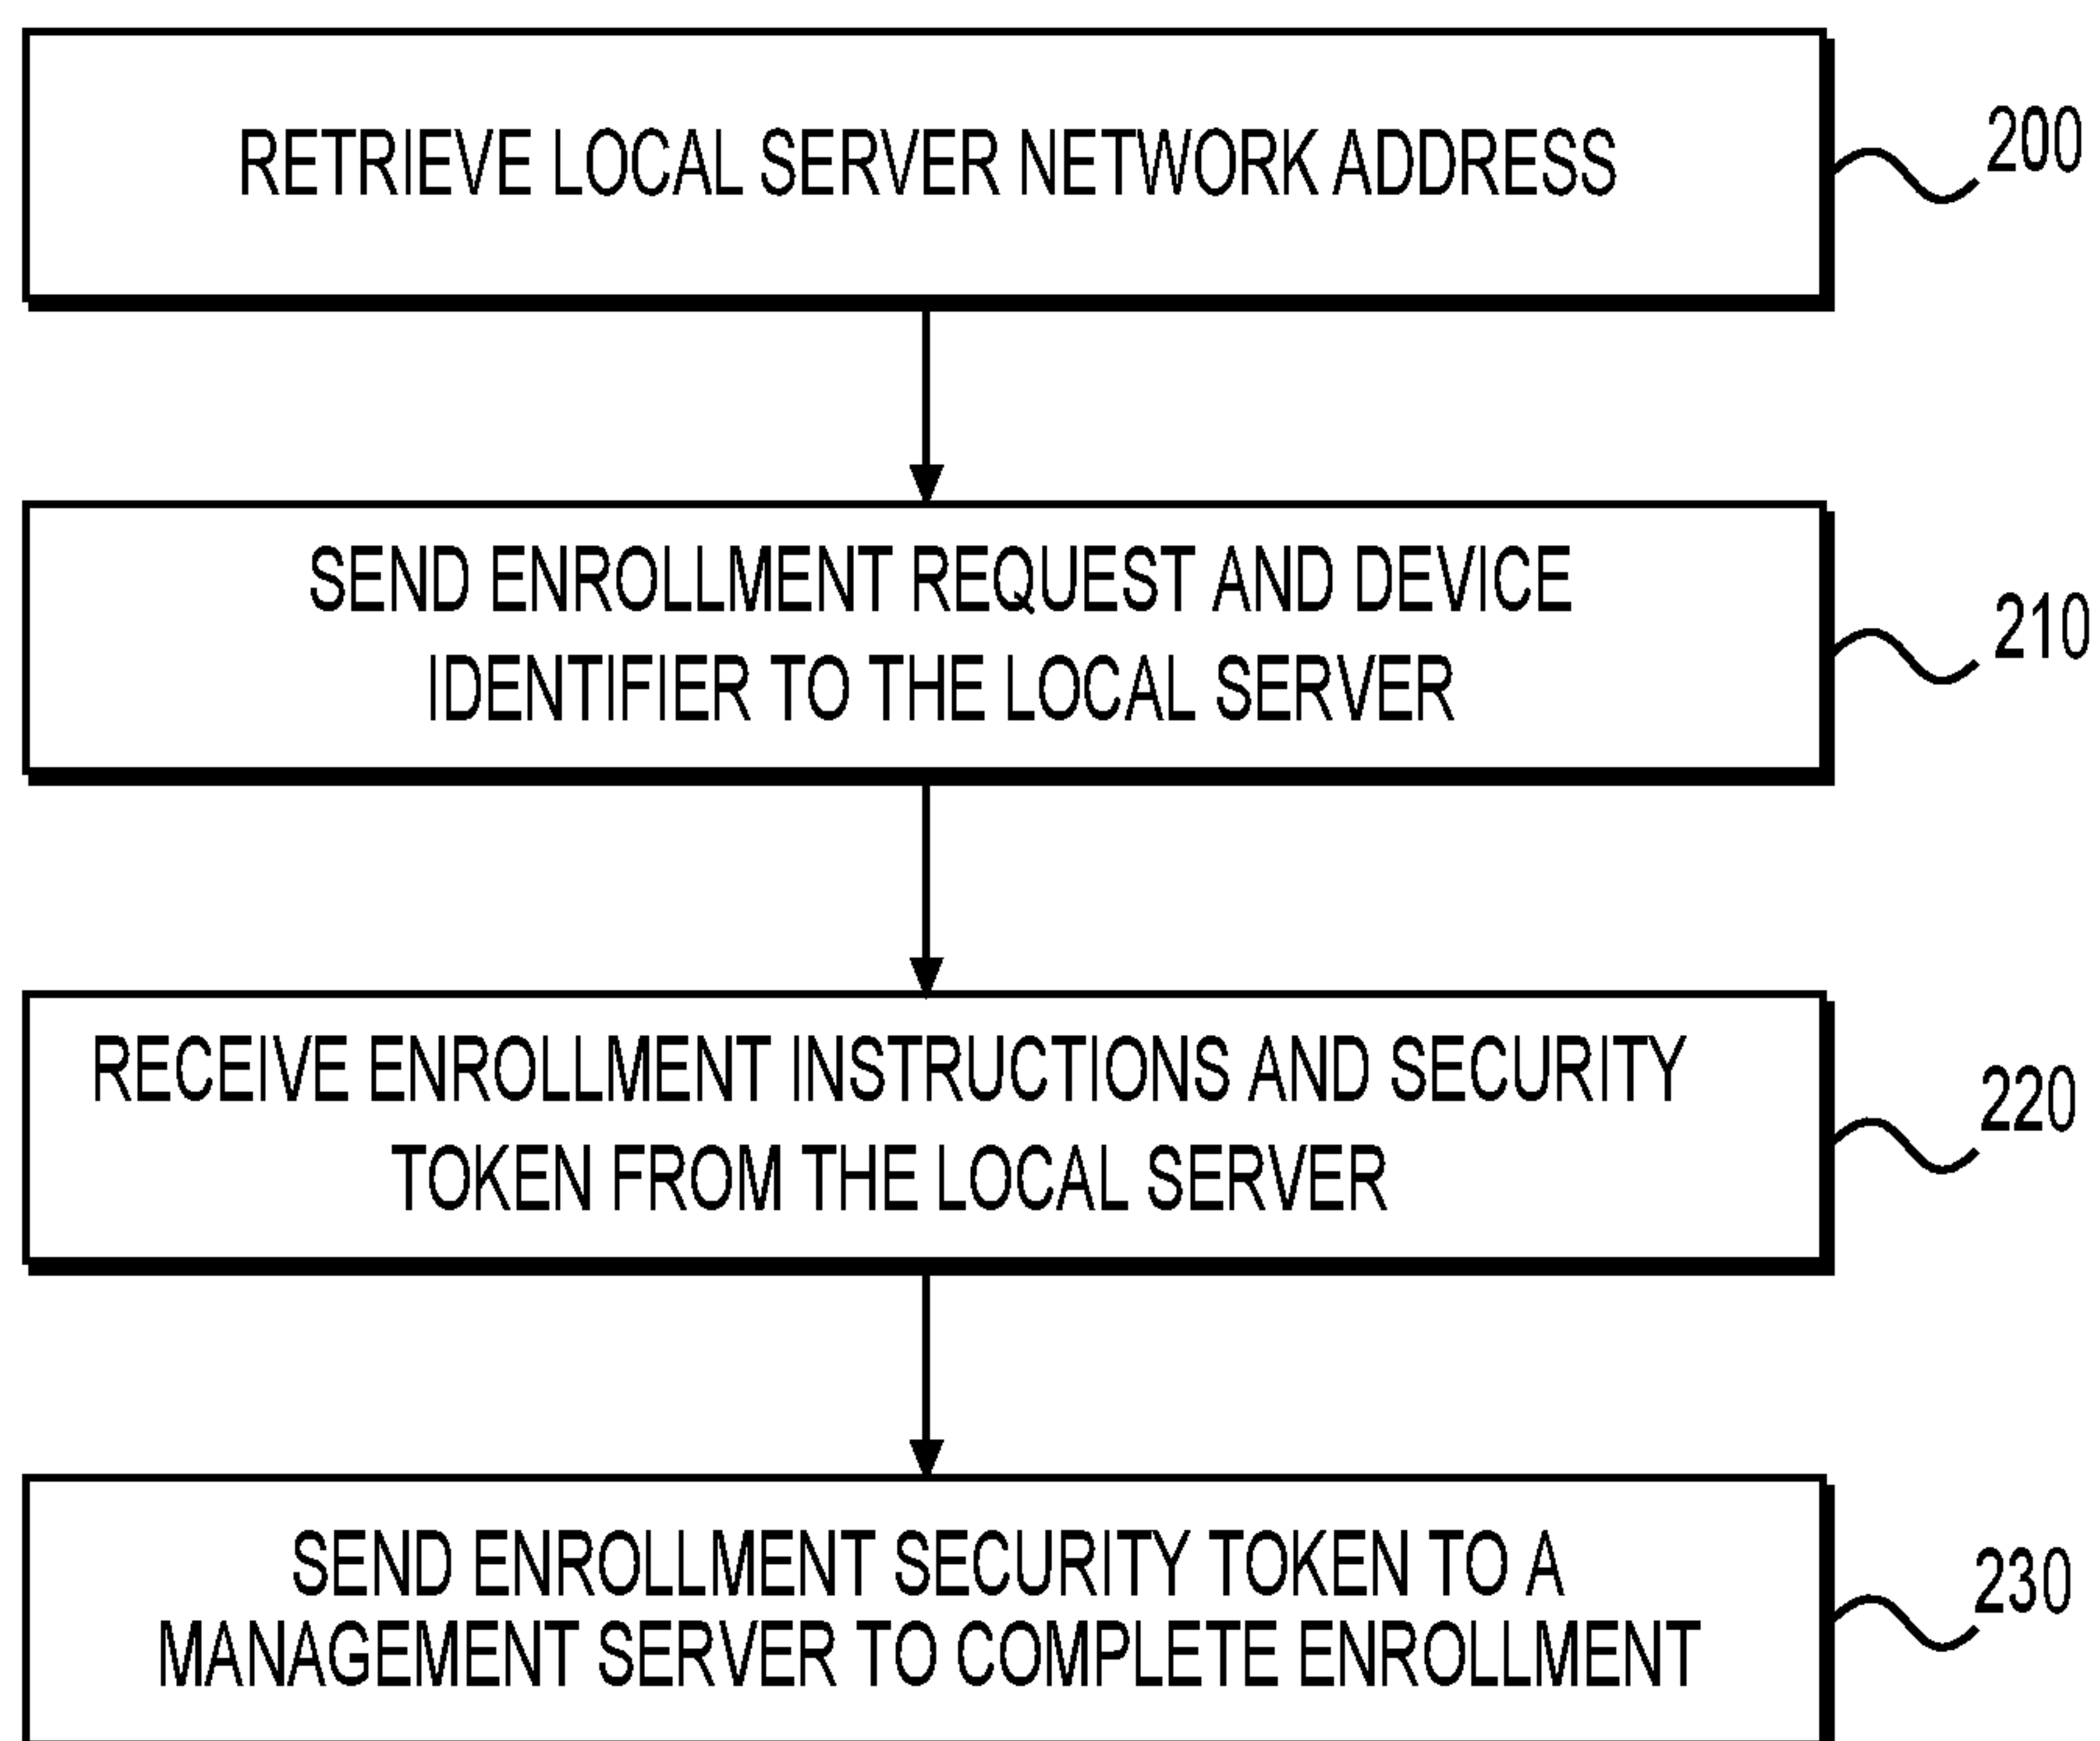 RETRIEVE LOCAL SERVER NETWORK ADDRESS
200
SEND ENROLLMENT REQUEST AND DEVICE
IDENTIFIER TO THE LOCAL SERVER
210
RECEIVE ENROLLMENT INSTRUCTIONS AND SECURITY
TOKEN FROM THE LOCAL SERVER
220
SEND ENROLLMENT SECURITY TOKEN TO A
MANAGEMENT SERVER TO COMPLETE ENROLLMENT
230